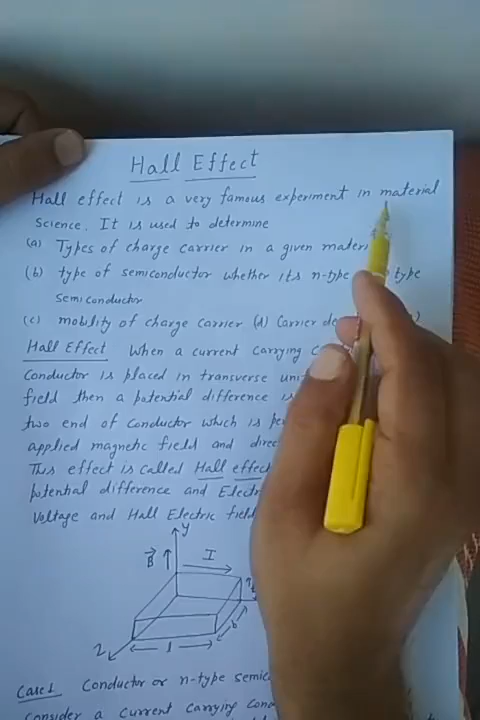 Hall Effect
Hall effect is a very famous experiment in material
Science. It is used to determine
(a) Types of charge carrier in a given
(b) type of semiconductor whether its n-type type
Semiconductor
(c) mobility of charge carrier (d) Carrier
Hall Effect When a current carrying
Conductor is placed in transverse
field then a potential difference
two end of conductor which is
applied magnetic field and
This effect is called Hall effect
potential difference and
Voltage and Hall Electric field
y
B I
b
Z l
Case 1 Conductor or n-type
Consider a current carrying